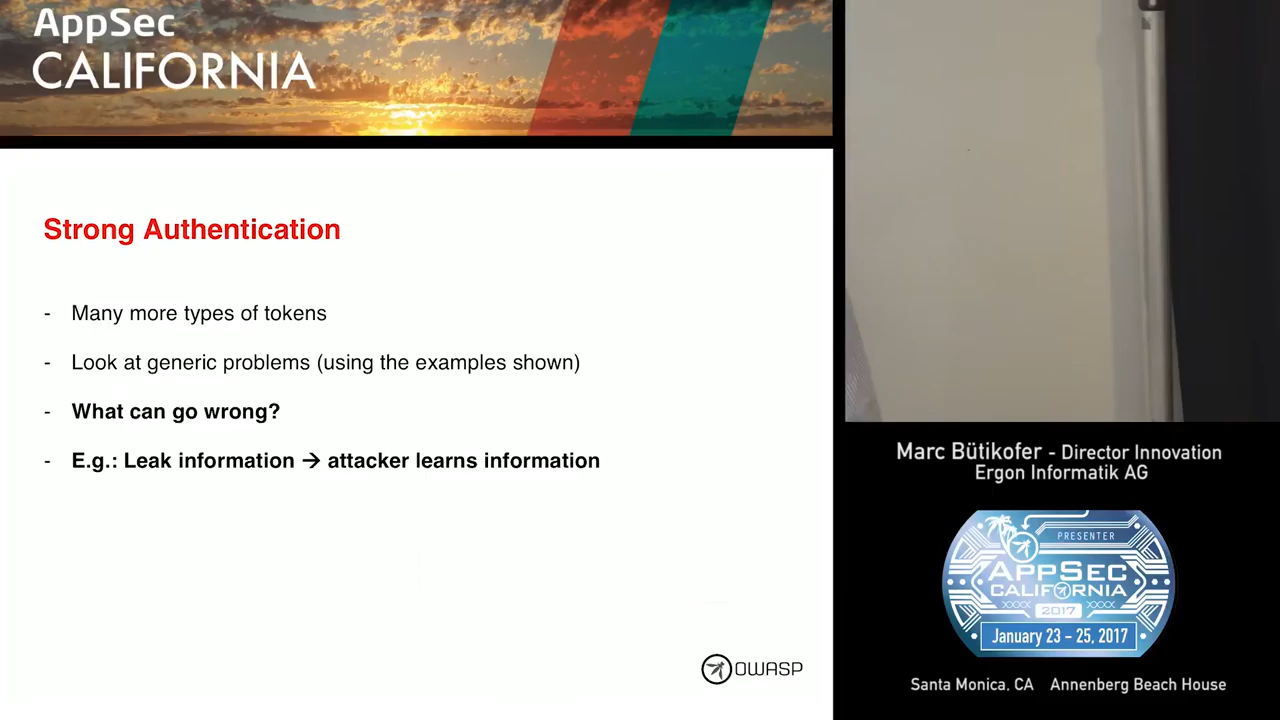 AppSec
CALIFORNIA
Strong Authentication
- Many more types of tokens
- Look at generic problems (using the examples shown)
- What can go wrong?
- E.g.: Leak information → attacker learns information
OWASP
Marc Bütikofer - Director Innovation
Ergon Informatik AG
PRESENTER
APPSEC
CALIFORNIA
2017
January 23 – 25, 2017
Santa Monica, CA Annenberg Beach House